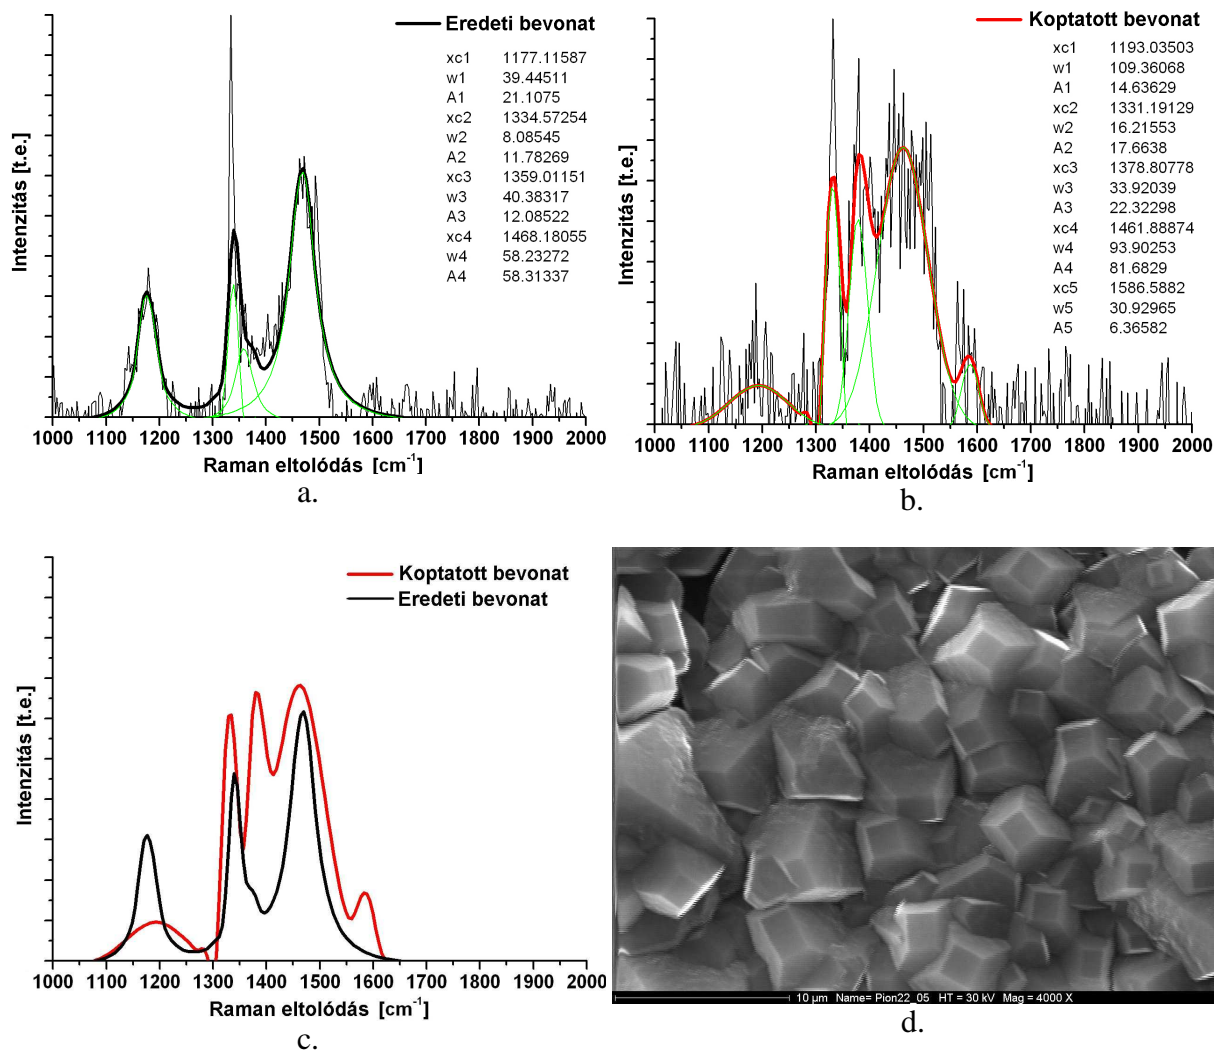 Eredeti bevonat
xc1 1177.11587
w1 39.44511
A1 21.1075
xc2 1334.57254
w2 8.08545
A2 11.78269
xc3 1359.01151
w3 40.38317
A3 12.08522
xc4 1468.18055
w4 58.23272
A4 58.31337
Intenzitás [t.e.]
1000 1100 1200 1300 1400 1500 1600 1700 1800 1900 2000
Raman eltolódás [cm-1]
a.
Koptatott bevonat
xc1 1193.03503
w1 109.36068
A1 14.63629
xc2 1331.19129
w2 16.21553
A2 17.6638
xc3 1378.80778
w3 33.92039
A3 22.32298
xc4 1461.88874
w4 93.90253
A4 81.6829
xc5 1586.5882
w5 30.92965
A5 6.36582
Intenzitás [t.e.]
1000 1100 1200 1300 1400 1500 1600 1700 1800 1900 2000
Raman eltolódás [cm-1]
b.
Koptatott bevonat
Eredeti bevonat
Intenzitás [t.e.]
1000 1100 1200 1300 1400 1500 1600 1700 1800 1900 2000
Raman eltolódás [cm-1]
c.
10 µm Name= Pion22_05 HT = 30 kV Mag = 4000 X
d.